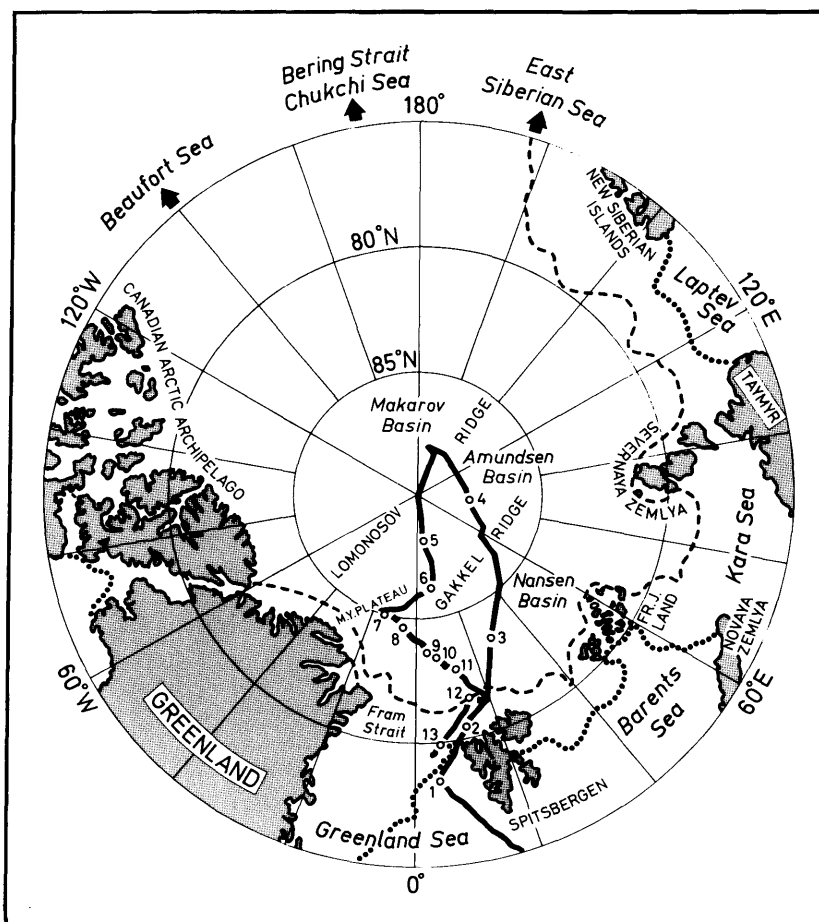 Bering Strait
Chukchi Sea
East
Siberian Sea
Beaufort Sea
180°
NEW SIBERIAN
ISLANDS
80°N
Laptev
Sea
120°W
120°E
CANADIAN ARCTIC ARCHIPELAGO
85°N
TAYMYR
Makarov
Basin
RIDGE
Amundsen
Basin
SEVERNAYA
ZEMLYA
4
LOMONOSOV
RIDGE
Kara Sea
5
GAKKEL
Nansen
Basin
6
M.Y. PLATEAU
FR. J.
LAND
NOVAYA
ZEMLYA
7
8
3
9
10
11
60°W
60°E
12
Barents
Sea
GREENLAND
Fram
Strait
2
13
1
SPITSBERGEN
Greenland Sea
0°